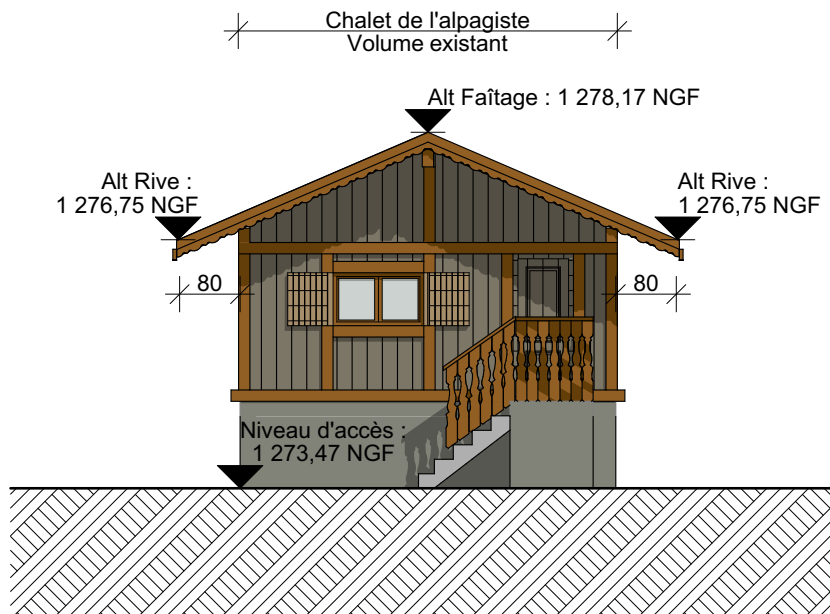 Chalet de l'alpagiste
Volume existant
Alt Faîtage : 1 278,17 NGF
Alt Rive :
1 276,75 NGF
Alt Rive :
1 276,75 NGF
80
80
Niveau d'accès :
1 273,47 NGF